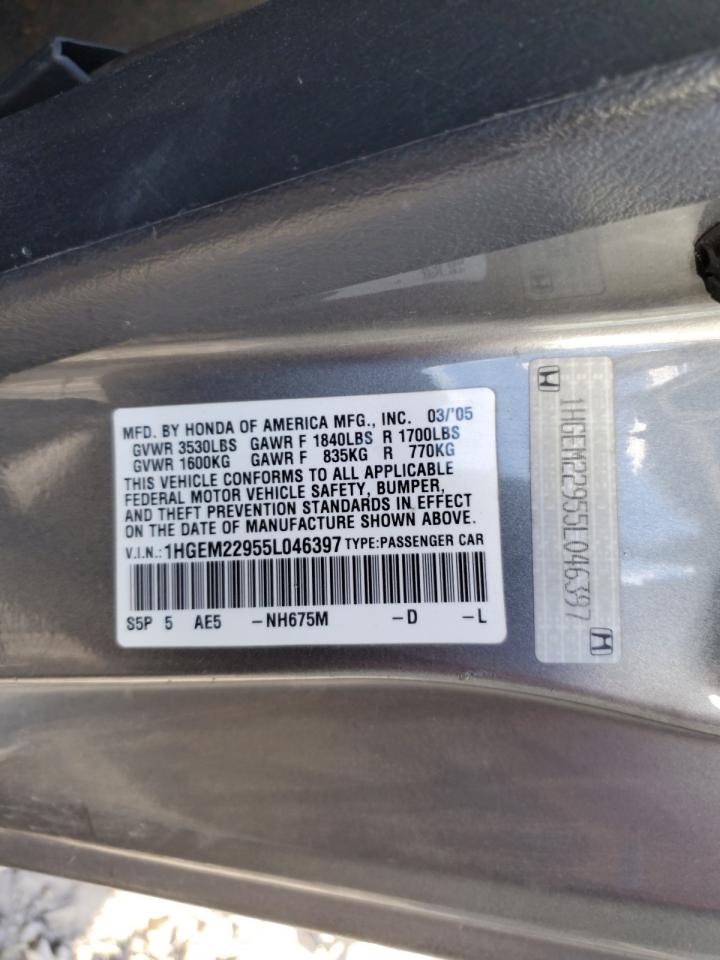 MFD. BY HONDA OF AMERICA MFG., INC. 03/'05
GVWR 3530LBS GAWR F 1840LBS R 1700LBS
GVWR 1600KG GAWR F 835KG R 770KG
THIS VEHICLE CONFORMS TO ALL APPLICABLE
FEDERAL MOTOR VEHICLE SAFETY, BUMPER,
AND THEFT PREVENTION STANDARDS IN EFFECT
ON THE DATE OF MANUFACTURE SHOWN ABOVE.
V.I.N.:1HGEM22955L046397 TYPE:PASSENGER CAR
S5P 5 AE5 -NH675M -D -L
1HGEM22955L046397